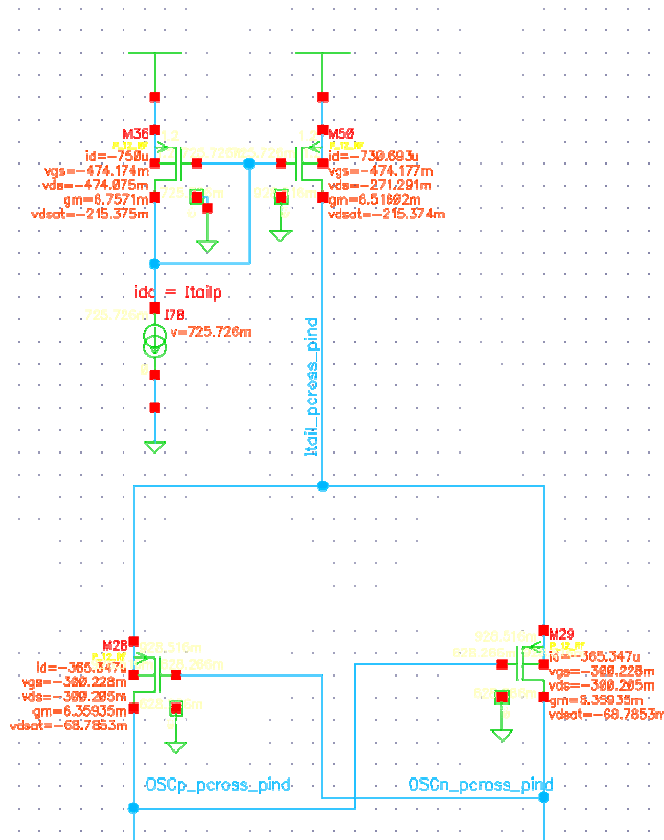 M36
M50
id=-750u
vgs=-474.174m
vds=-474.075m
gm=6.7571m
vdsat=-215.375m
id=-730.693u
vgs=-474.177m
vds=-271.291m
gm=6.51602m
vdsat=-215.374m
idc = Itailp
I78
v=725.726m
Itail_pcross_pind
M28
M29
id=-365.347u
vgs=-300.228m
vds=-300.205m
gm=6.35935m
vdsat=-68.7853m
id=-365.347u
vgs=-300.228m
vds=-300.205m
gm=6.35935m
vdsat=-68.7853m
OSCp_pcross_pind
OSCn_pcross_pind